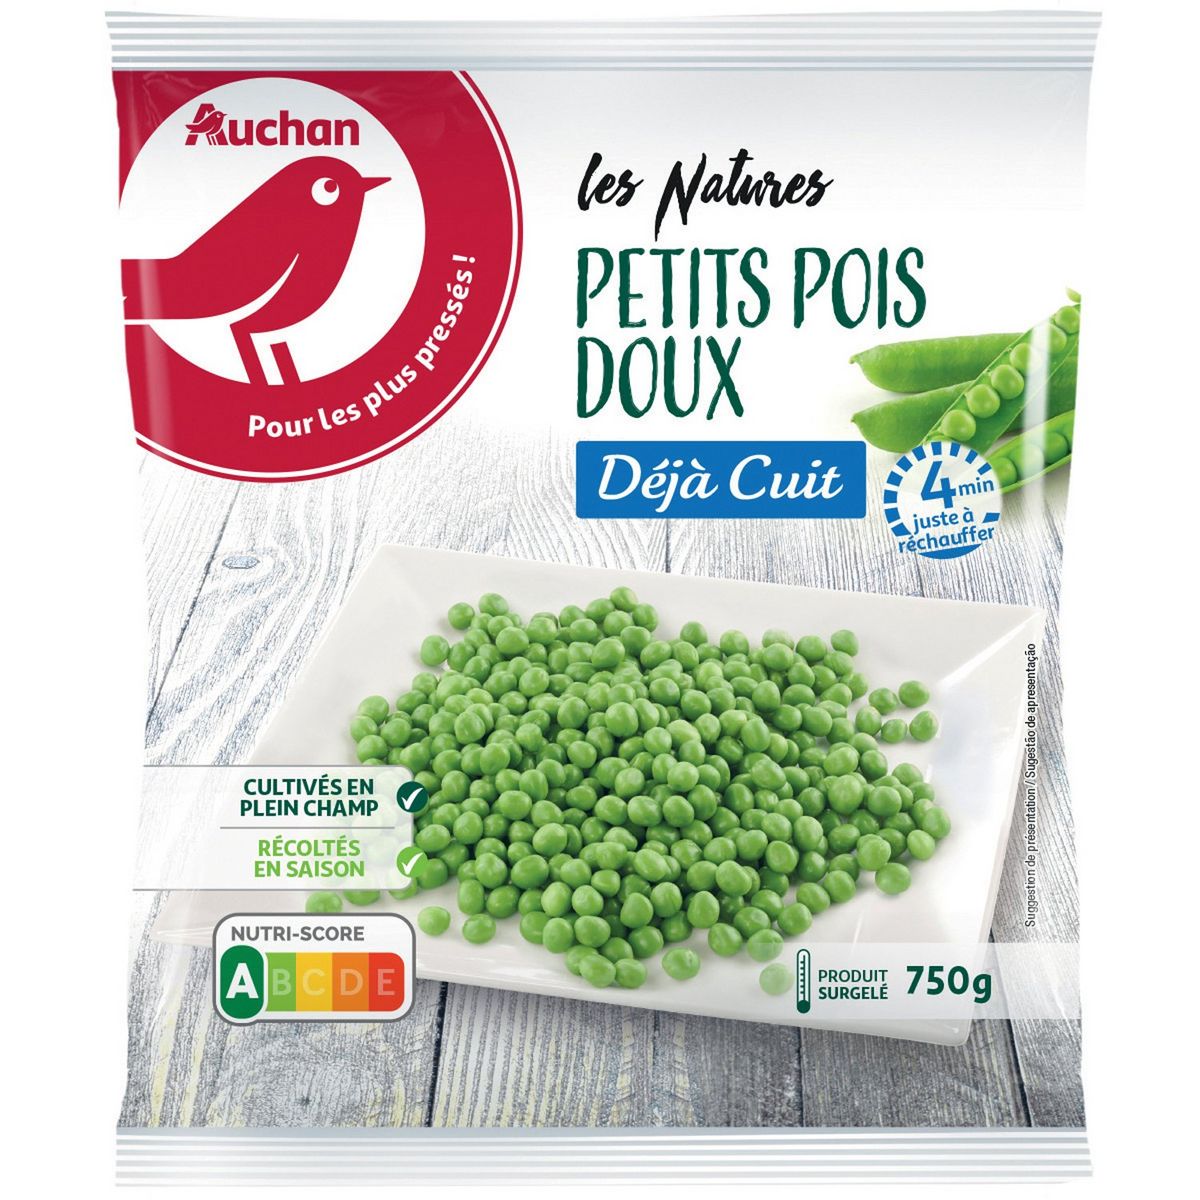 Auchan
Pour les plus pressés !
les Natures
PETITS POIS
DOUX
Déjà Cuit
4 min
juste à
réchauffer
CULTIVÉS EN
PLEIN CHAMP
RÉCOLTÉS
EN SAISON
NUTRI-SCORE
A B C D E
PRODUIT
SURGELÉ
750g
Suggestion de présentation / Sugestão de apresentação